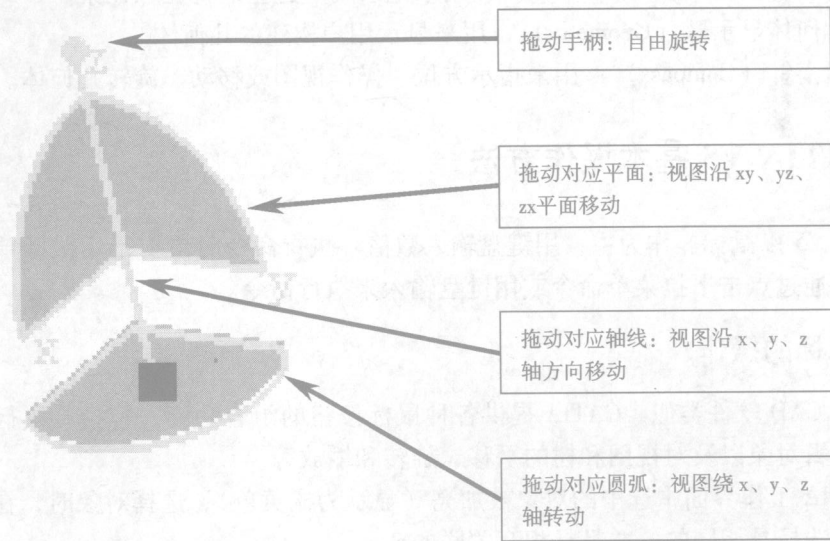 拖动手柄：自由旋转
Z
拖动对应平面：视图沿 xy、yz、
zx平面移动
Y
X
拖动对应轴线：视图沿 x、y、z
轴方向移动
拖动对应圆弧：视图绕 x、y、z
轴转动